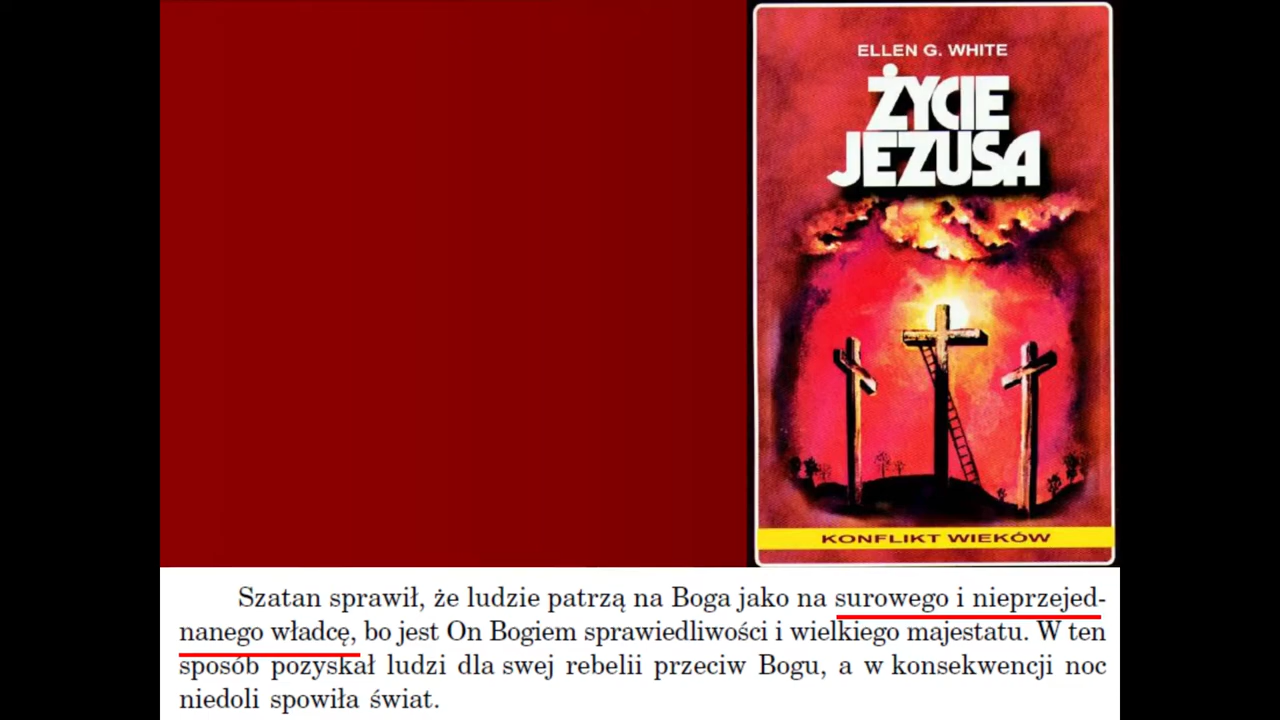 ELLEN G. WHITE
ŻYCIE
JEZUSA
KONFLIKT WIEKÓW
Szatan sprawił, że ludzie patrzą na Boga jako na surowego i nieprzejed-
nanego władcę, bo jest On Bogiem sprawiedliwości i wielkiego majestatu. W ten
sposób pozyskał ludzi dla swej rebelii przeciw Bogu, a w konsekwencji noc
niedoli spowiła świat.